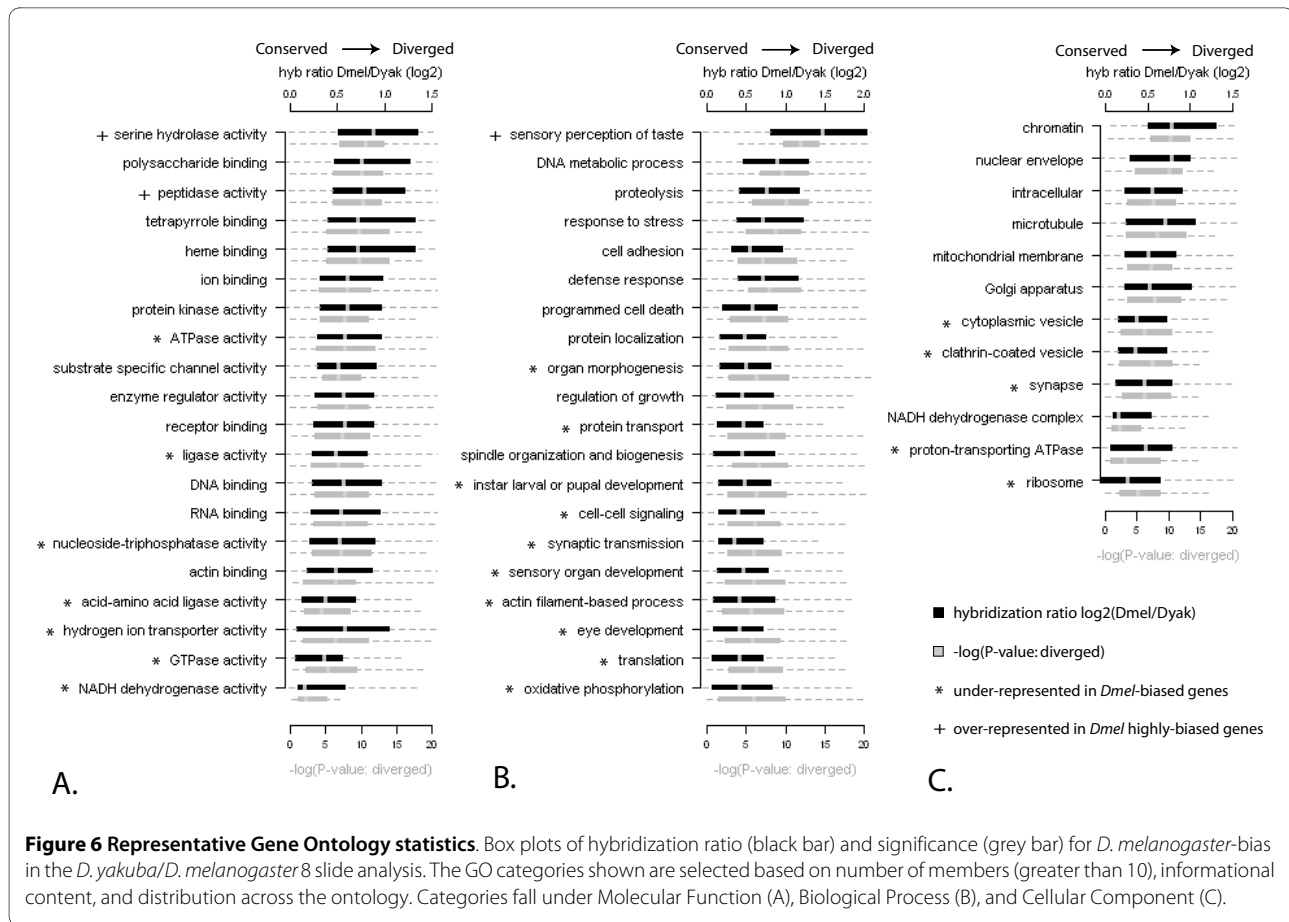 Conserved → Diverged
hyb ratio Dmel/Dyak (log2)
0.0 0.5 1.0 1.5
+ serine hydrolase activity
polysaccharide binding
+ peptidase activity
tetrapyrrole binding
heme binding
ion binding
protein kinase activity
* ATPase activity
substrate specific channel activity
enzyme regulator activity
receptor binding
* ligase activity
DNA binding
RNA binding
* nucleoside-triphosphatase activity
actin binding
* acid-amino acid ligase activity
* hydrogen ion transporter activity
* GTPase activity
* NADH dehydrogenase activity
0 5 10 15 20
-log(P-value: diverged)
A.
Conserved → Diverged
hyb ratio Dmel/Dyak (log2)
0.0 0.5 1.0 1.5 2.0
+ sensory perception of taste
DNA metabolic process
proteolysis
response to stress
cell adhesion
defense response
programmed cell death
protein localization
* organ morphogenesis
regulation of growth
* protein transport
spindle organization and biogenesis
* instar larval or pupal development
* cell-cell signaling
* synaptic transmission
* sensory organ development
* actin filament-based process
* eye development
* translation
* oxidative phosphorylation
0 5 10 15 20
-log(P-value: diverged)
B.
Conserved → Diverged
hyb ratio Dmel/Dyak (log2)
0.0 0.5 1.0 1.5
chromatin
nuclear envelope
intracellular
microtubule
mitochondrial membrane
Golgi apparatus
* cytoplasmic vesicle
* clathrin-coated vesicle
* synapse
NADH dehydrogenase complex
* proton-transporting ATPase
* ribosome
0 5 10 15 20
-log(P-value: diverged)
hybridization ratio log2(Dmel/Dyak)
-log(P-value: diverged)
* under-represented in Dmel-biased genes
+ over-represented in Dmel highly-biased genes
C.
Figure 6 Representative Gene Ontology statistics. Box plots of hybridization ratio (black bar) and significance (grey bar) for D. melanogaster-bias
in the D. yakuba/D. melanogaster 8 slide analysis. The GO categories shown are selected based on number of members (greater than 10), informational
content, and distribution across the ontology. Categories fall under Molecular Function (A), Biological Process (B), and Cellular Component (C).